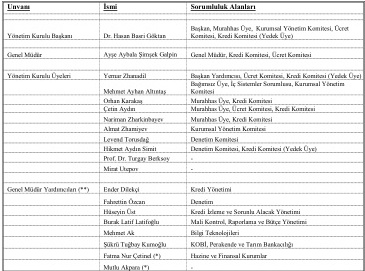 Unvanı İsmi Sorumluluk Alanları
Yönetim Kurulu Başkanı Dr. Hasan Basri Göktan Başkan, Murahhas Üye, Kurumsal Yönetim Komitesi, Ücret
Komitesi, Kredi Komitesi (Yedek Üye)
Genel Müdür Ayşe Aybala Şimşek Galpin Genel Müdür, Kredi Komitesi, Ücret Komitesi
Yönetim Kurulu Üyeleri Yernar Zhanadil Başkan Yardımcısı, Ücret Komitesi, Kredi Komitesi (Yedek Üye)
Mehmet Ayhan Altıntaş Bağımsız Üye, İç Sistemler Sorumlusu, Kurumsal Yönetim
Komitesi
Orhan Karakaş Murahhas Üye, Kredi Komitesi
Çetin Aydın Murahhas Üye, Ücret Komitesi, Kredi Komitesi
Nariman Zharkinbayev Murahhas Üye, Kredi Komitesi
Almat Zhamiyev Kurumsal Yönetim Komitesi
Levend Torusdağ Denetim Komitesi
Hikmet Aydın Simit Denetim Komitesi, Kredi Komitesi (Yedek Üye)
Prof. Dr. Turgay Berksoy -
Mirat Utepov -
Genel Müdür Yardımcıları (**) Ender Dilekçi Kredi Yönetimi
Fahrettin Özcan Denetim
Hüseyin Üst Kredi İzleme ve Sorunlu Alacak Yönetimi
Burak Latif Latifoğlu Mali Kontrol, Raporlama ve Bütçe Yönetimi
Mehmet Ak Bilgi Teknolojileri
Şükrü Tuğbay Kumoğlu KOBİ, Perakende ve Tarım Bankacılığı
Fatma Nur Çetinel (*) Hazine ve Finansal Kurumlar
Mutlu Akpara (*) -